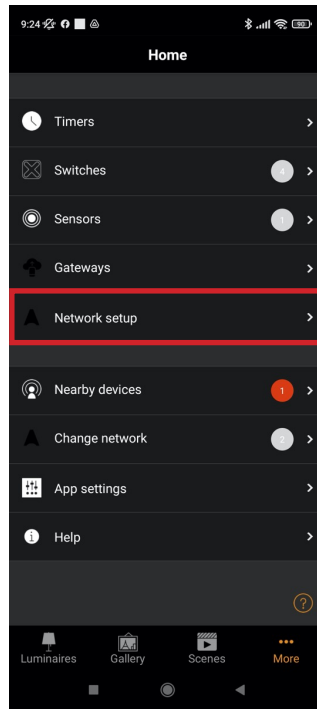 9:24 90
Home
Timers
Switches 4
Sensors 1
Gateways
Network setup
Nearby devices 1
Change network 2
App settings
Help
?
Luminaires Gallery Scenes More